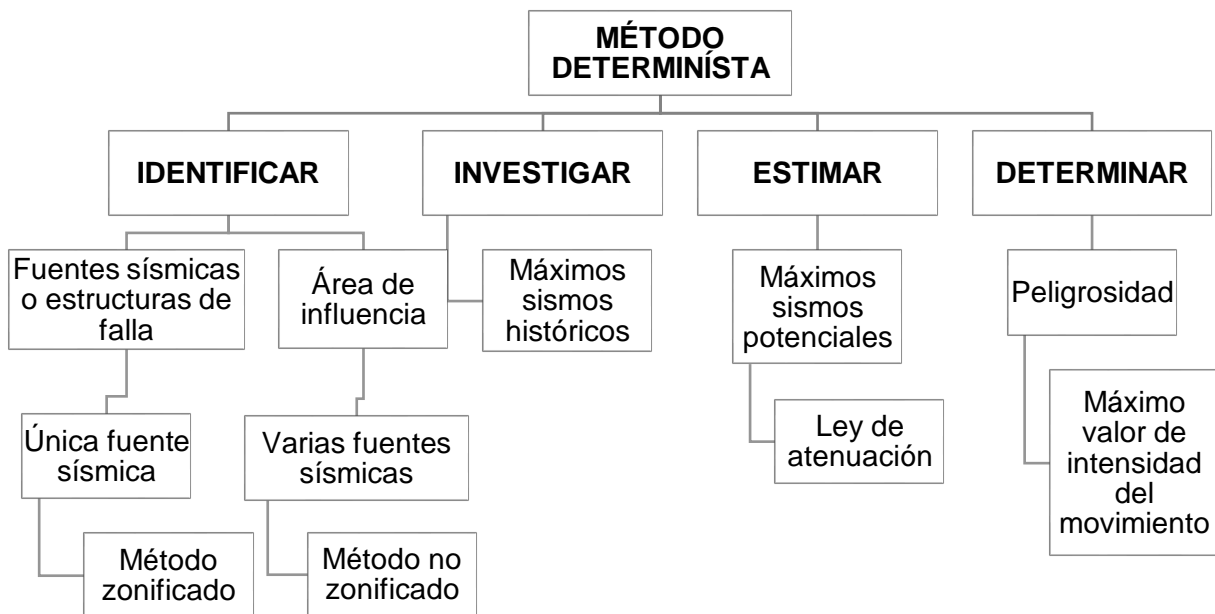 MÉTODO
DETERMINÍSTA
IDENTIFICAR
INVESTIGAR
ESTIMAR
DETERMINAR
Fuentes sísmicas
o estructuras de
falla
Área de
influencia
Máximos
sismos
históricos
Máximos
sismos
potenciales
Peligrosidad
Única fuente
sísmica
Varias fuentes
sísmicas
Ley de
atenuación
Máximo
valor de
intensidad
del
movimiento
Método
zonificado
Método no
zonificado